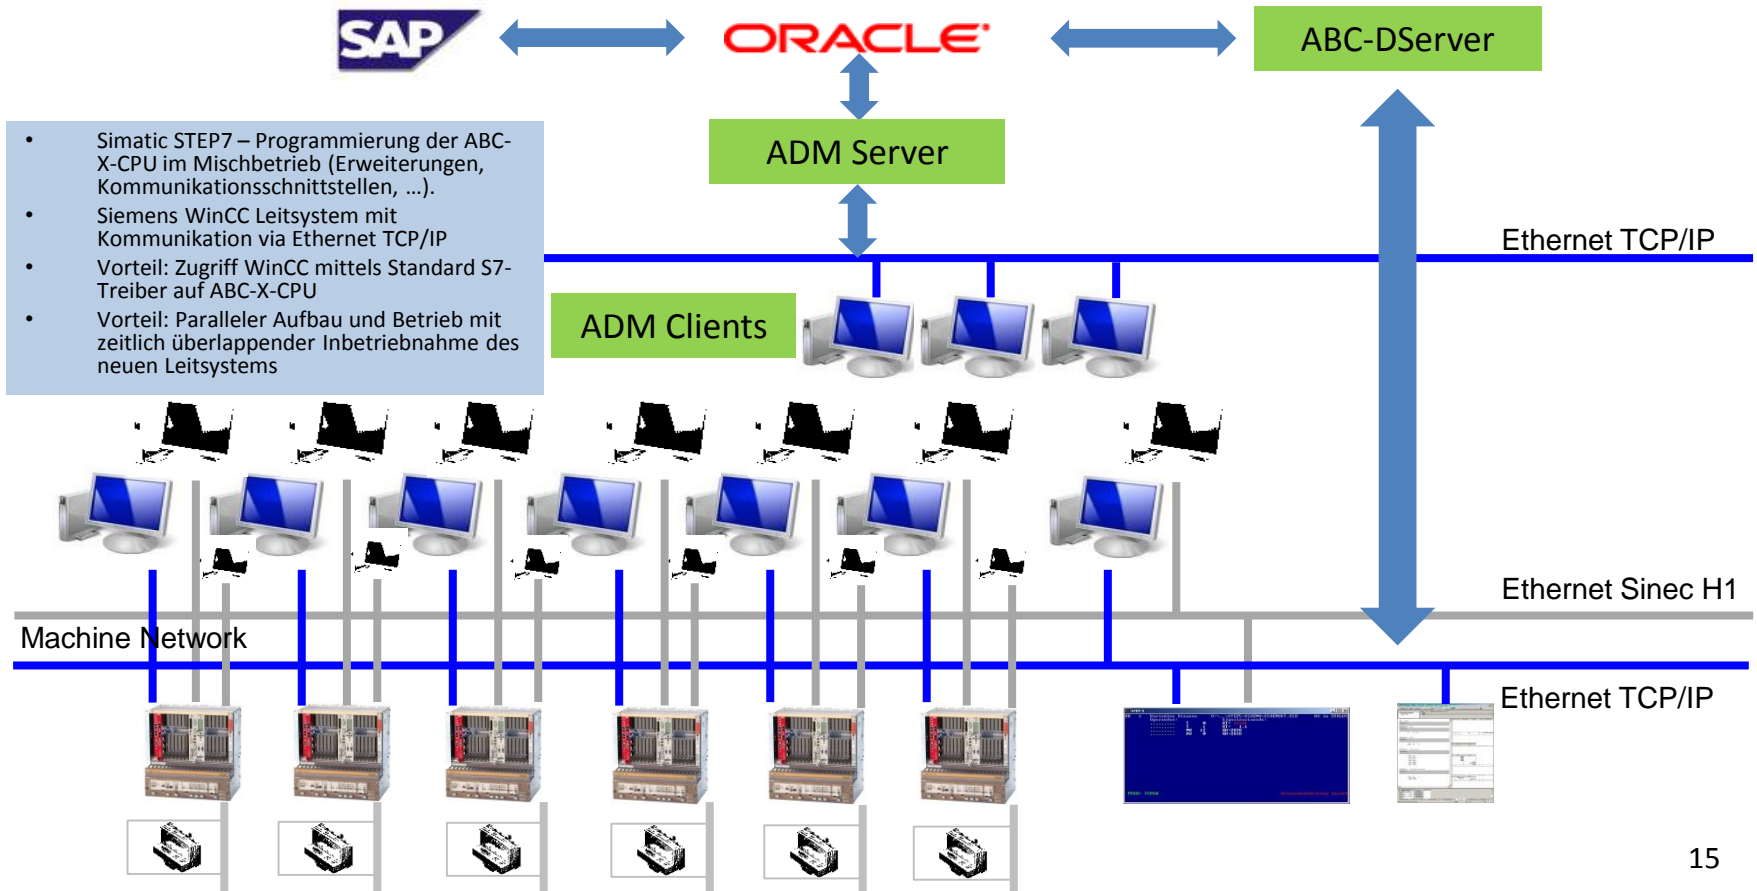 SAP
ORACLE
ABC-DServer
• Simatic STEP7 – Programmierung der ABC-
X-CPU im Mischbetrieb (Erweiterungen,
Kommunikationsschnittstellen, …).
• Siemens WinCC Leitsystem mit
Kommunikation via Ethernet TCP/IP
• Vorteil: Zugriff WinCC mittels Standard S7-
Treiber auf ABC-X-CPU
• Vorteil: Paralleler Aufbau und Betrieb mit
zeitlich überlappender Inbetriebnahme des
neuen Leitsystems
ADM Server
Ethernet TCP/IP
ADM Clients
Ethernet Sinec H1
Machine Network
Ethernet TCP/IP
15